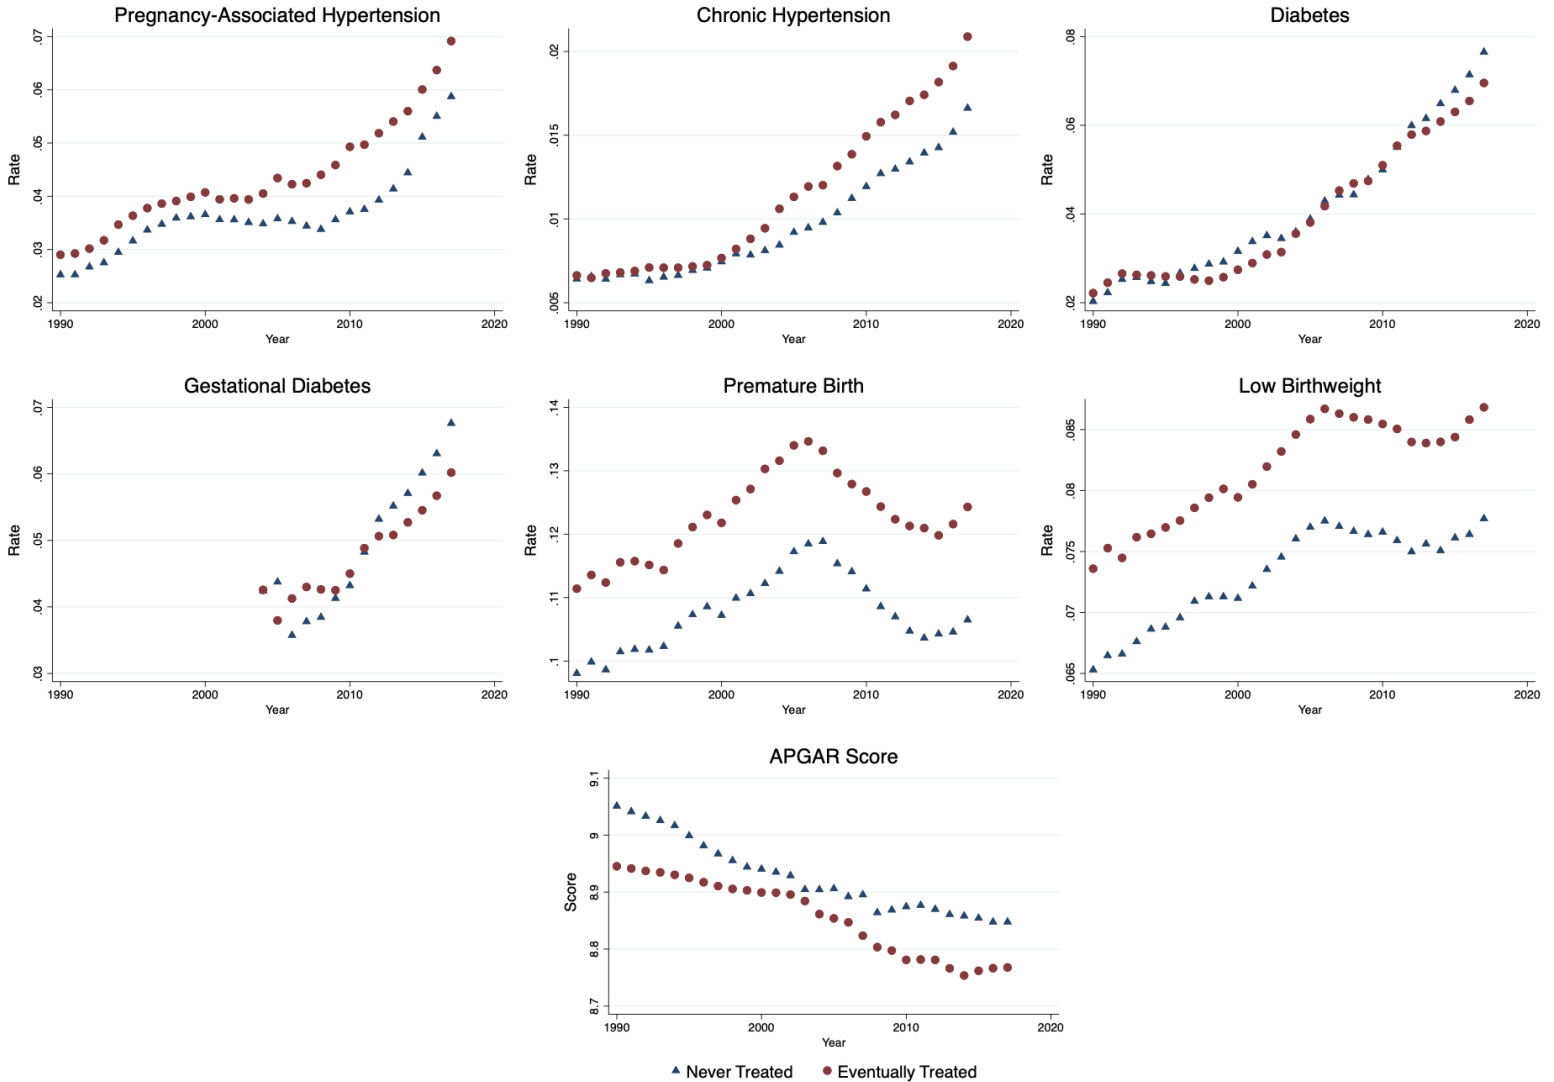 Pregnancy-Associated Hypertension
Rate
.07
.06
.05
.04
.03
.02
1990
2000
2010
2020
Year
Chronic Hypertension
Rate
.02
.015
.01
.005
1990
2000
2010
2020
Year
Diabetes
Rate
.08
.06
.04
.02
1990
2000
2010
2020
Year
Gestational Diabetes
Rate
.07
.06
.05
.04
.03
1990
2000
2010
2020
Year
Premature Birth
Rate
.14
.13
.12
.11
.1
1990
2000
2010
2020
Year
Low Birthweight
Rate
.085
.08
.075
.07
.065
1990
2000
2010
2020
Year
APGAR Score
Score
9.1
9
8.9
8.8
8.7
1990
2000
2010
2020
Year
Never Treated
Eventually Treated